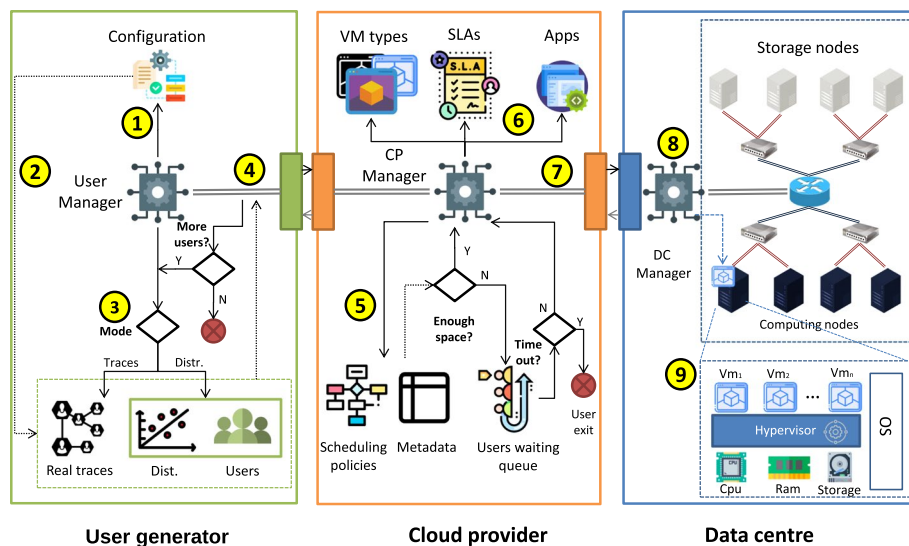 Configuration
1
2
User
Manager
4
More
users?
Y
N
3
Mode
Traces
Distr.
Real traces
Dist.
Users
User generator
VM types
SLAs
Apps
S.L.A
6
CP
Manager
7
5
Y
N
Enough
space?
N
Y
Time
out?
Scheduling
policies
Metadata
Users waiting
queue
User
exit
Cloud provider
8
Storage nodes
DC
Manager
Computing nodes
9
Vm1
Vm2
...
Vmn
Hypervisor
OS
CPU
Cpu
Ram
Storage
Data centre